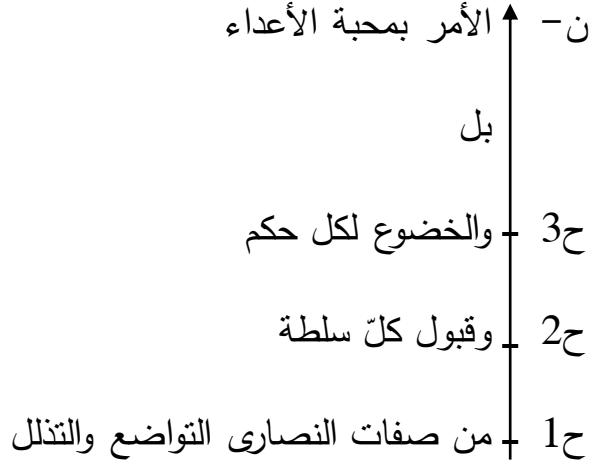 ن- الأمر بمحبة الأعداء
بل
ح3 والخضوع لكل حكم
ح2 وقبول كلّ سلطة
ح1 من صفات النصارى التواضع والتذلل